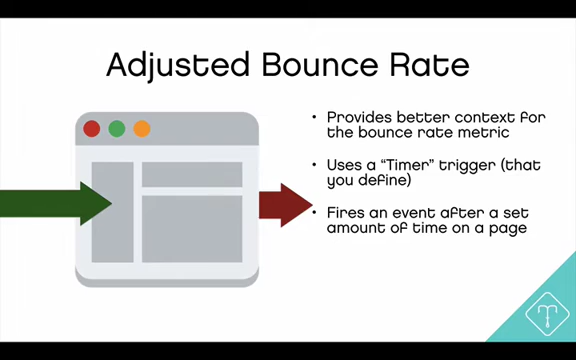 Adjusted Bounce Rate
• Provides better context for
the bounce rate metric
• Uses a “Timer” trigger (that
you define)
• Fires an event after a set
amount of time on a page